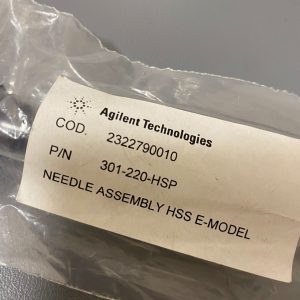 Agilent Technologies
COD. 2322790010
P/N 301-220-HSP
NEEDLE ASSEMBLY HSS E-MODEL